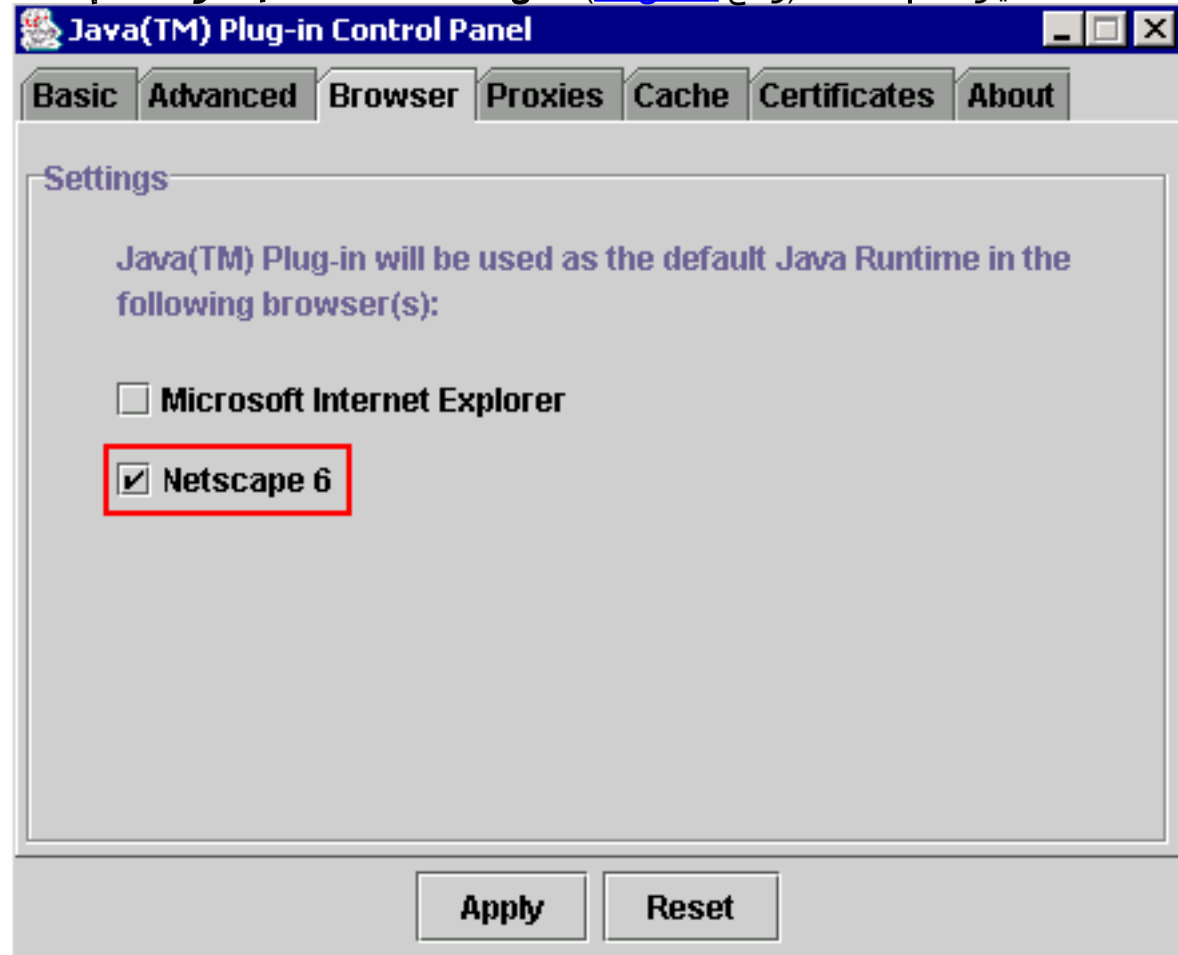 Java(TM) Plug-in Control Panel
Basic Advanced Browser Proxies Cache Certificates About
Settings
Java(TM) Plug-in will be used as the default Java Runtime in the
following browser(s):
Microsoft Internet Explorer
Netscape 6
Apply Reset